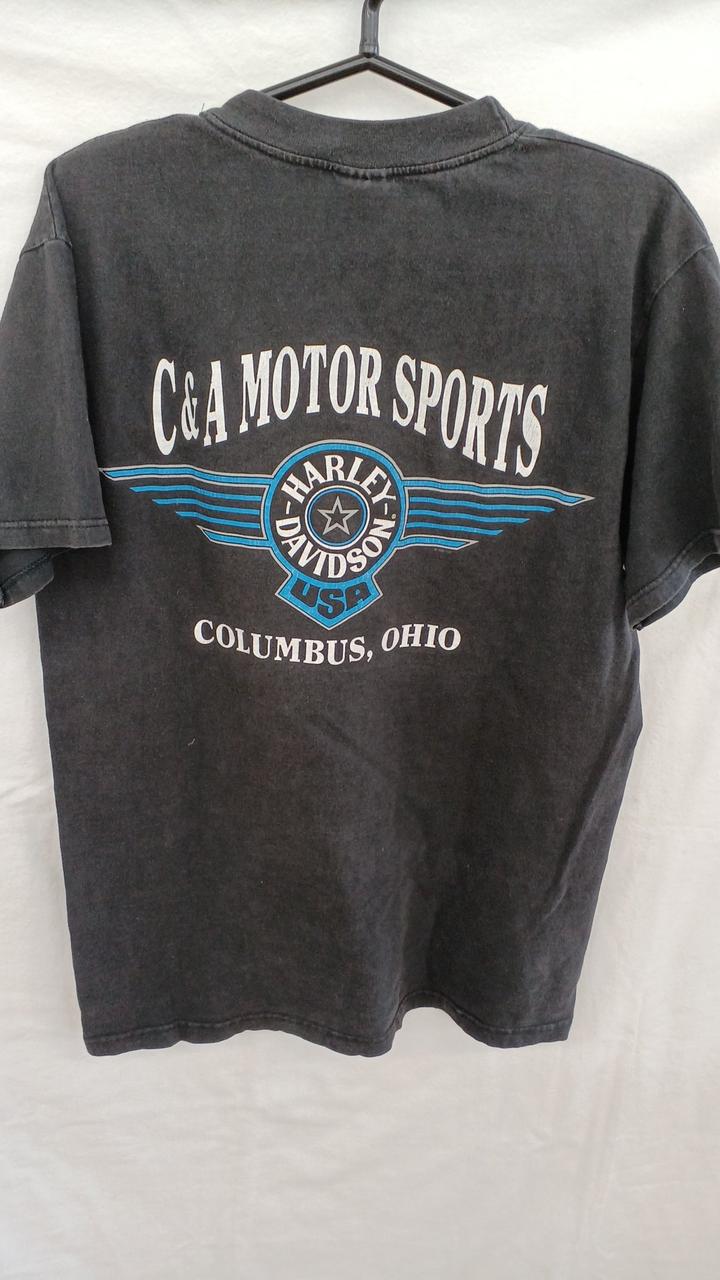 C&A MOTOR SPORTS
HARLEY-
DAVIDSON
USA
COLUMBUS, OHIO